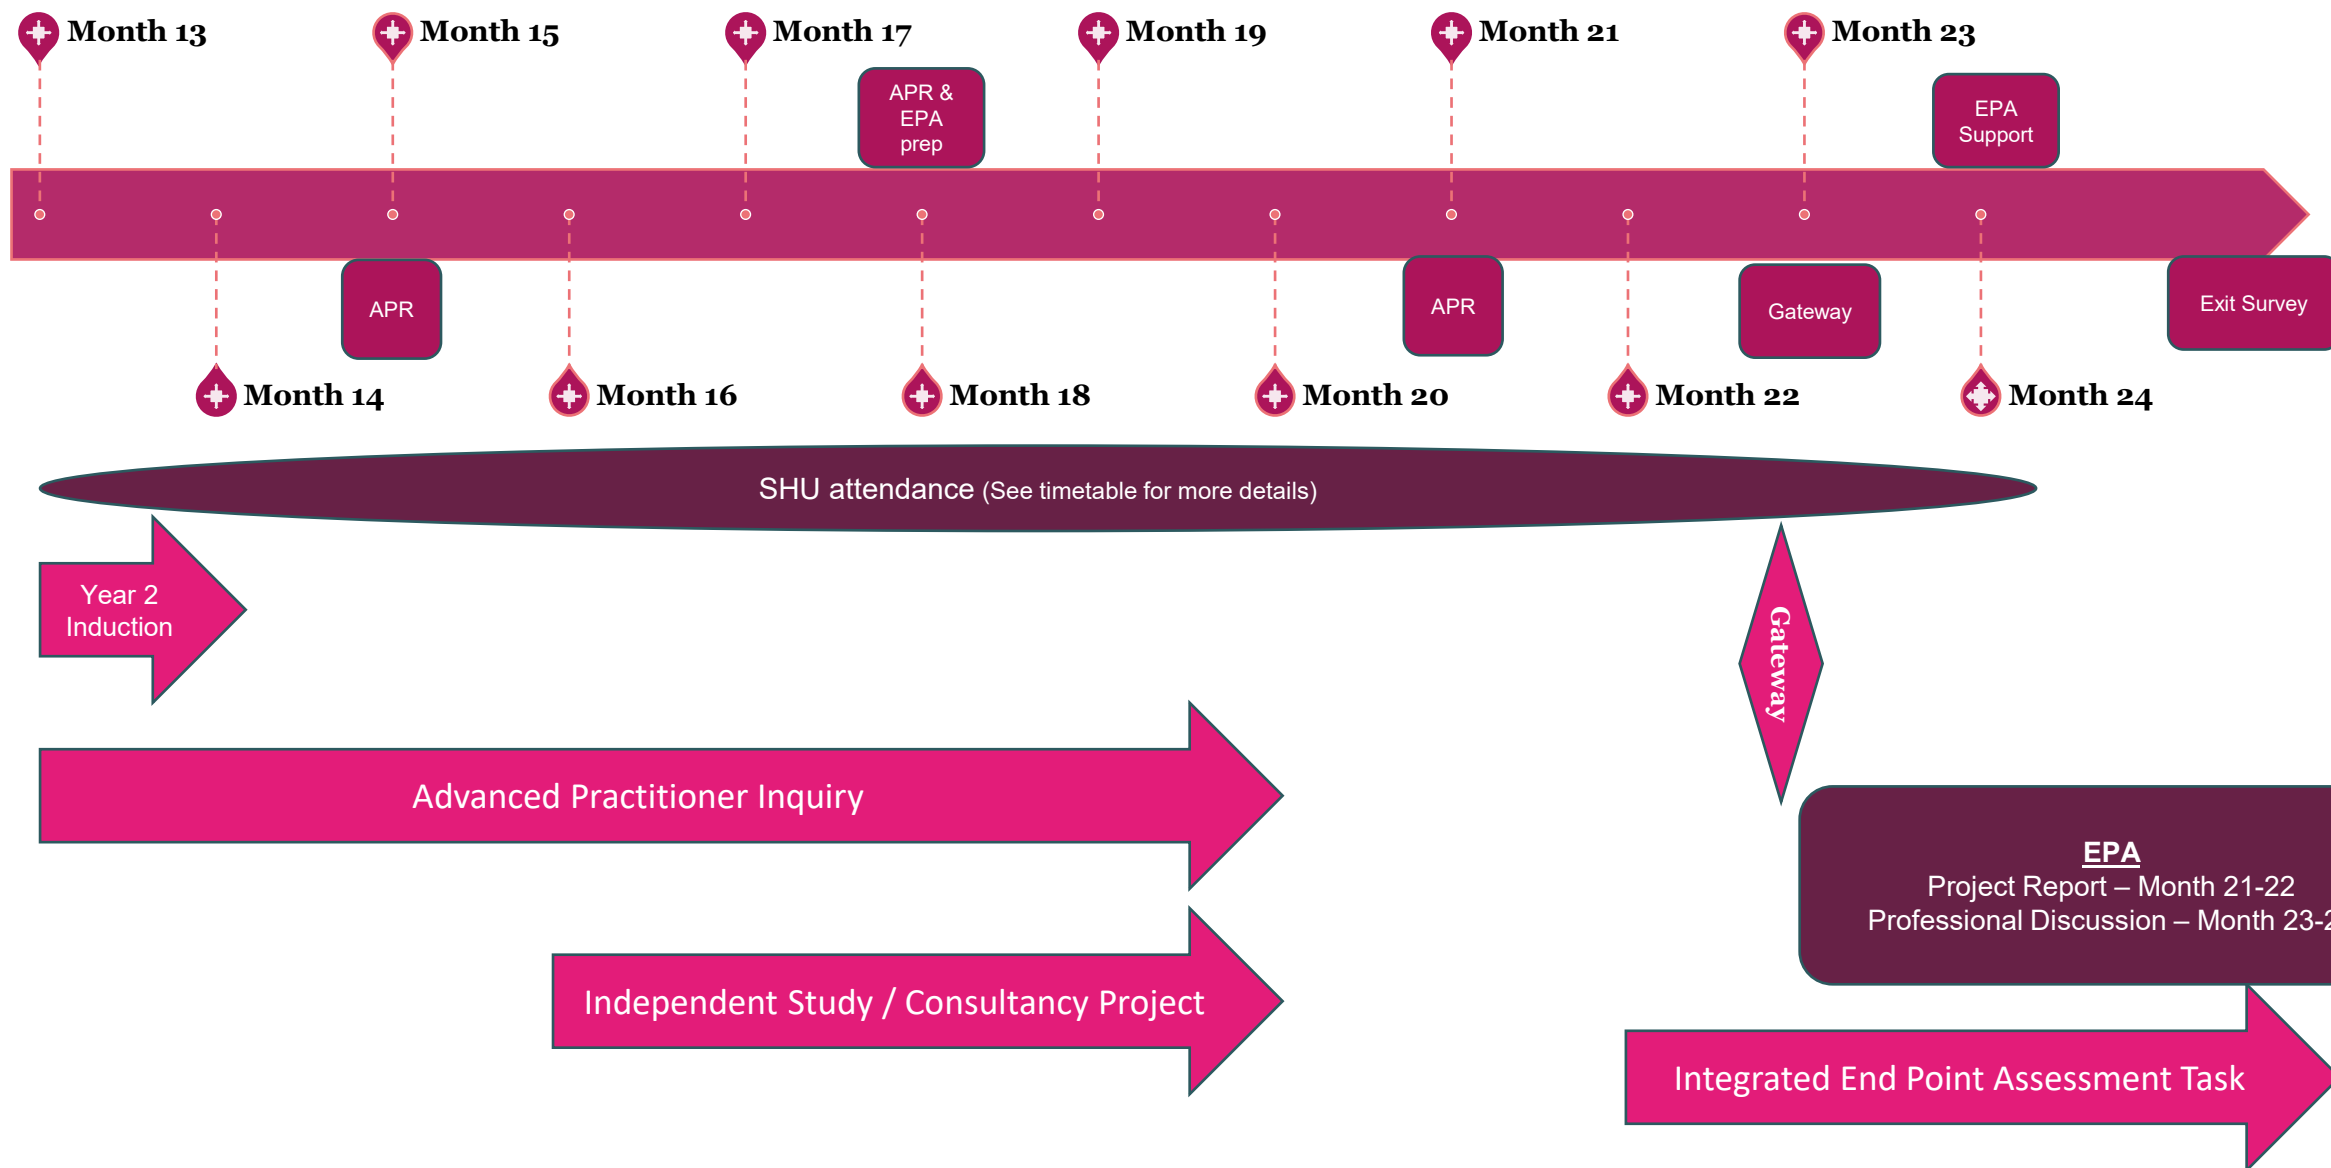 Month 13
Month 15
Month 17
Month 19
Month 21
Month 23
APR &
EPA
prep
EPA
Support
APR
APR
Gateway
Exit Survey
Month 14
Month 16
Month 18
Month 20
Month 22
Month 24
SHU attendance (See timetable for more details)
Year 2
Induction
Gateway
Advanced Practitioner Inquiry
EPA
Project Report – Month 21-22
Professional Discussion – Month
Independent Study / Consultancy Project
Integrated End Point Assessment Task